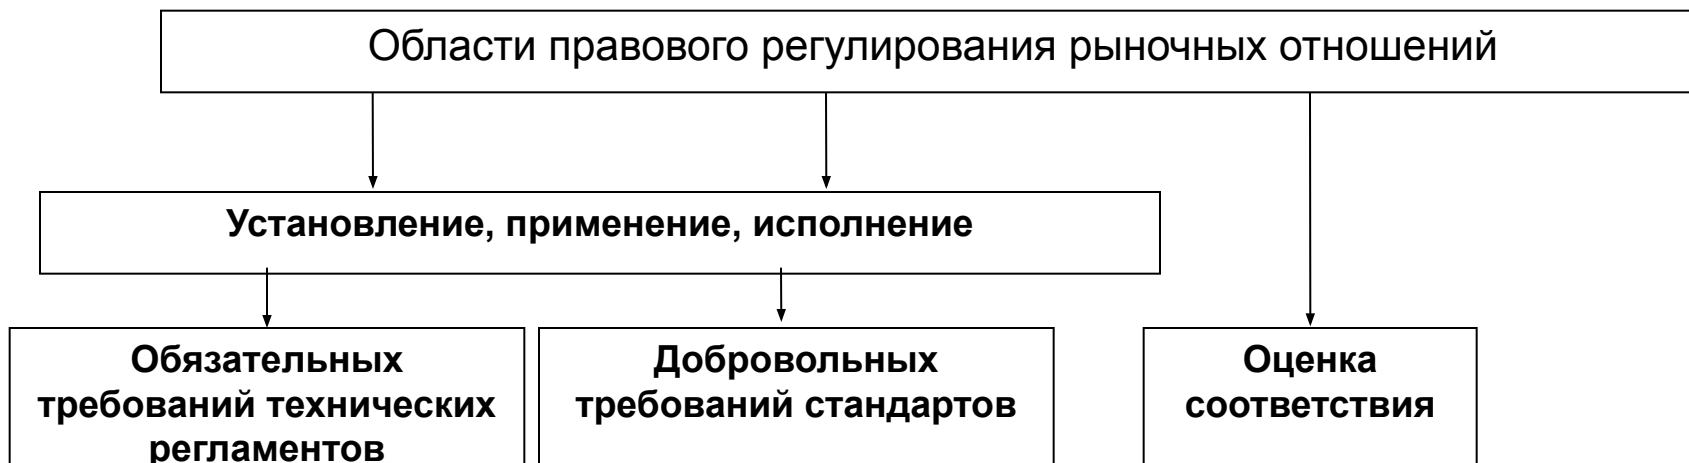 Области правового регулирования рыночных отношений
Установление, применение, исполнение
Обязательных
требований технических
регламентов
Добровольных
требований стандартов
Оценка
соответствия